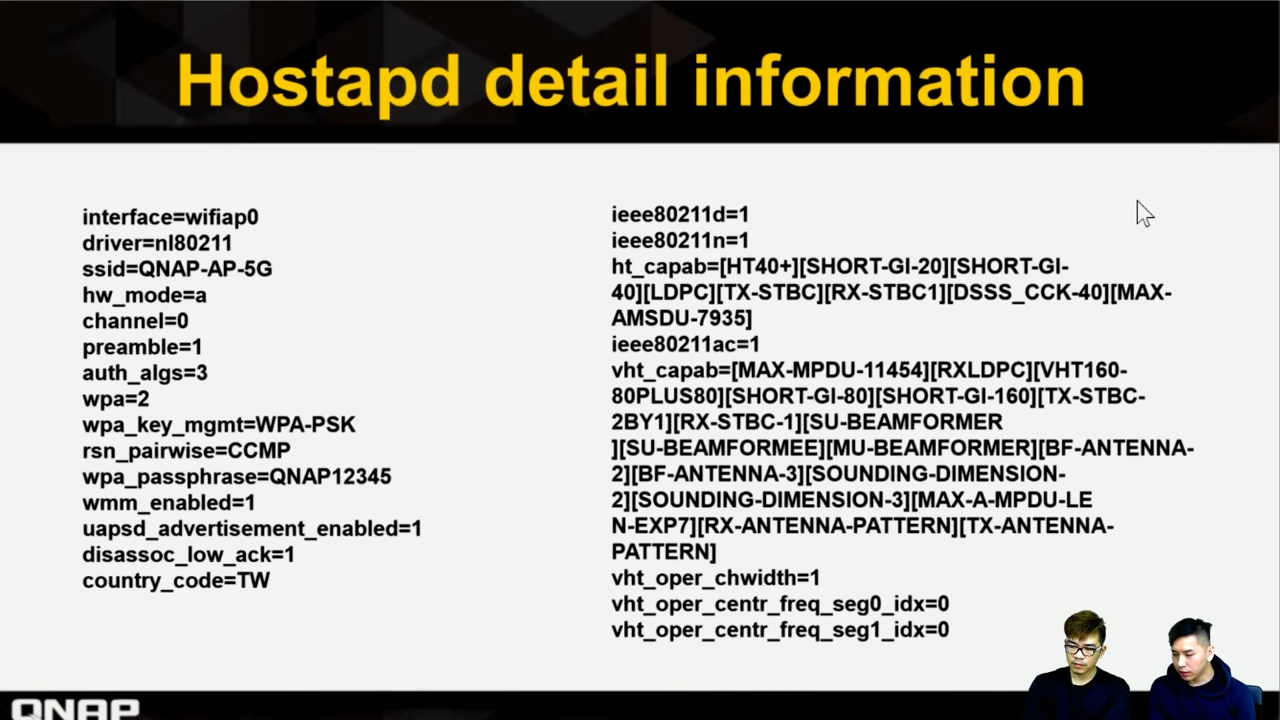 Hostapd detail information
interface=wifiap0
driver=nl80211
ssid=QNAP-AP-5G
hw_mode=a
channel=0
preamble=1
auth_algs=3
wpa=2
wpa_key_mgmt=WPA-PSK
rsn_pairwise=CCMP
wpa_passphrase=QNAP12345
wmm_enabled=1
uapsd_advertisement_enabled=1
disassoc_low_ack=1
country_code=TW
ieee80211d=1
ieee80211n=1
ht_capab=[HT40+][SHORT-GI-20][SHORT-GI-
40][LDPC][TX-STBC][RX-STBC1][DSSS_CCK-40][MAX-
AMSDU-7935]
ieee80211ac=1
vht_capab=[MAX-MPDU-11454][RXLDPC][VHT160-
80PLUS80][SHORT-GI-80][SHORT-GI-160][TX-STBC-
2BY1][RX-STBC-1][SU-BEAMFORMER
][SU-BEAMFORMEE][MU-BEAMFORMER][BF-ANTENNA-
2][BF-ANTENNA-3][SOUNDING-DIMENSION-
2][SOUNDING-DIMENSION-3][MAX-A-MPDU-LE
N-EXP7][RX-ANTENNA-PATTERN][TX-ANTENNA-
PATTERN]
vht_oper_chwidth=1
vht_oper_centr_freq_seg0_idx=0
vht_oper_centr_freq_seg1_idx=0
QNAP